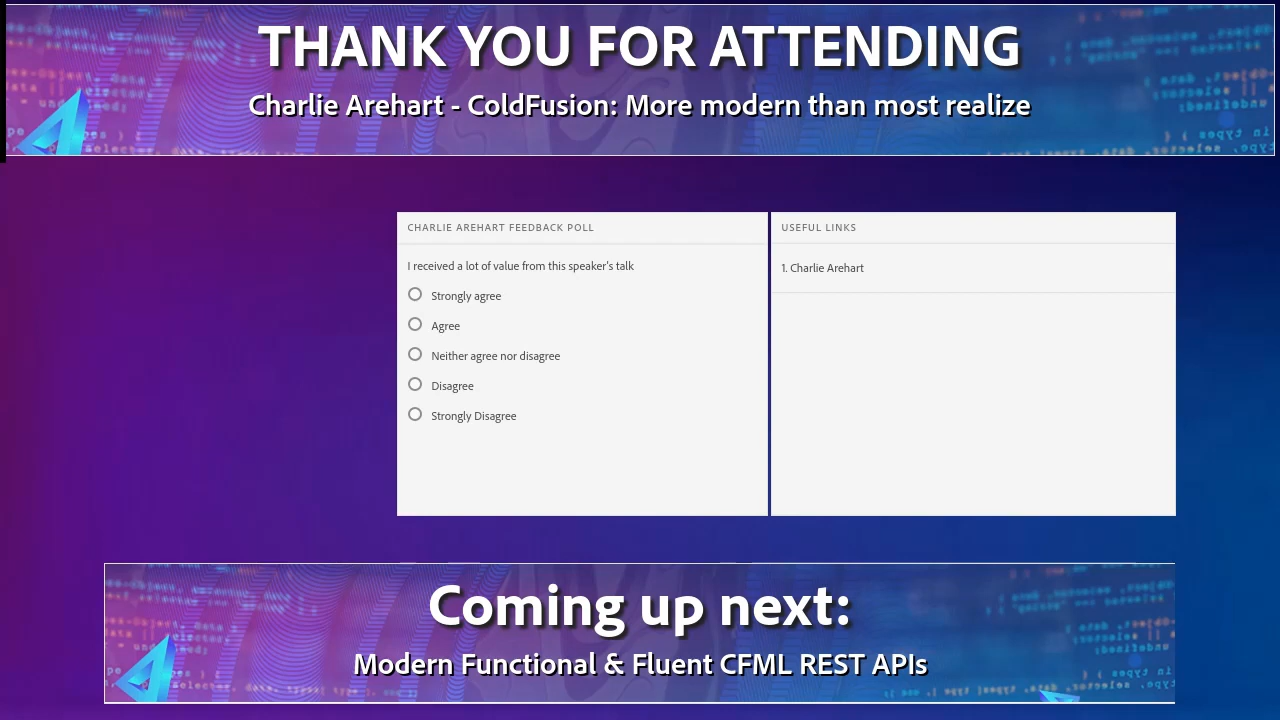 THANK YOU FOR ATTENDING
Charlie Arehart - ColdFusion: More modern than most realize
CHARLIE AREHART FEEDBACK POLL
I received a lot of value from this speaker's talk
Strongly agree
Agree
Neither agree nor disagree
Disagree
Strongly Disagree
USEFUL LINKS
1. Charlie Arehart
Coming up next:
Modern Functional & Fluent CFML REST APIs